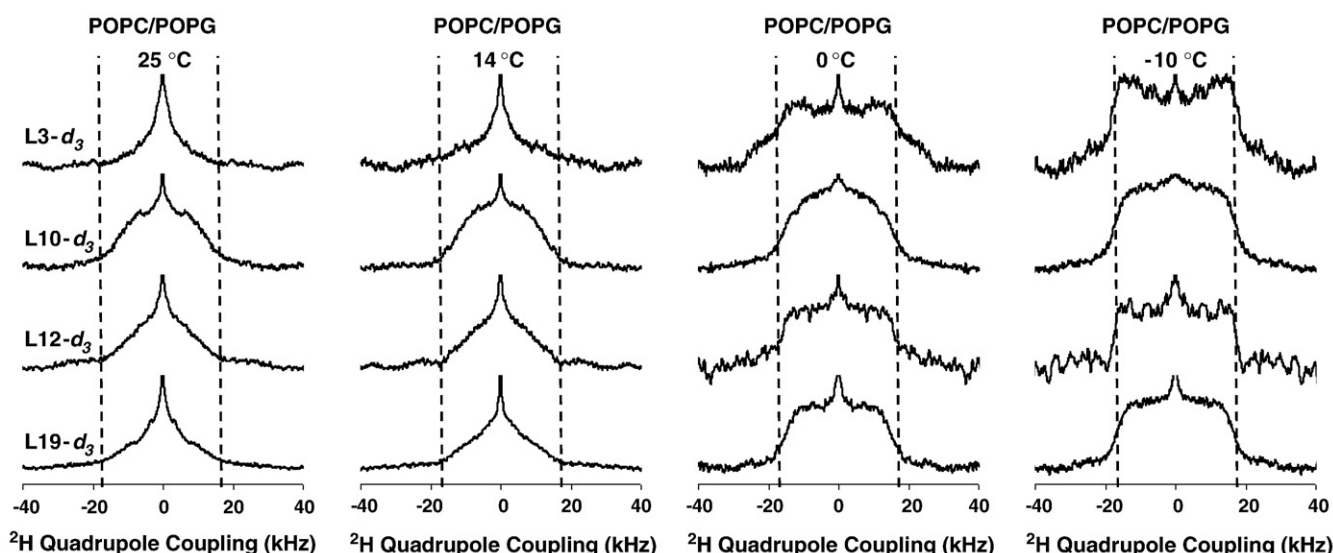 POPC/POPG POPC/POPG POPC/POPG POPC/POPG
25 °C 14 °C 0 °C -10 °C
L3-d3
L10-d3
L12-d3
L19-d3
-40 -20 0 20 40 -40 -20 0 20 40 -40 -20 0 20 40 -40 -20 0 20 40
²H Quadrupole Coupling (kHz) ²H Quadrupole Coupling (kHz) ²H Quadrupole Coupling (kHz) ²H Quadrupole Coupling (kHz)